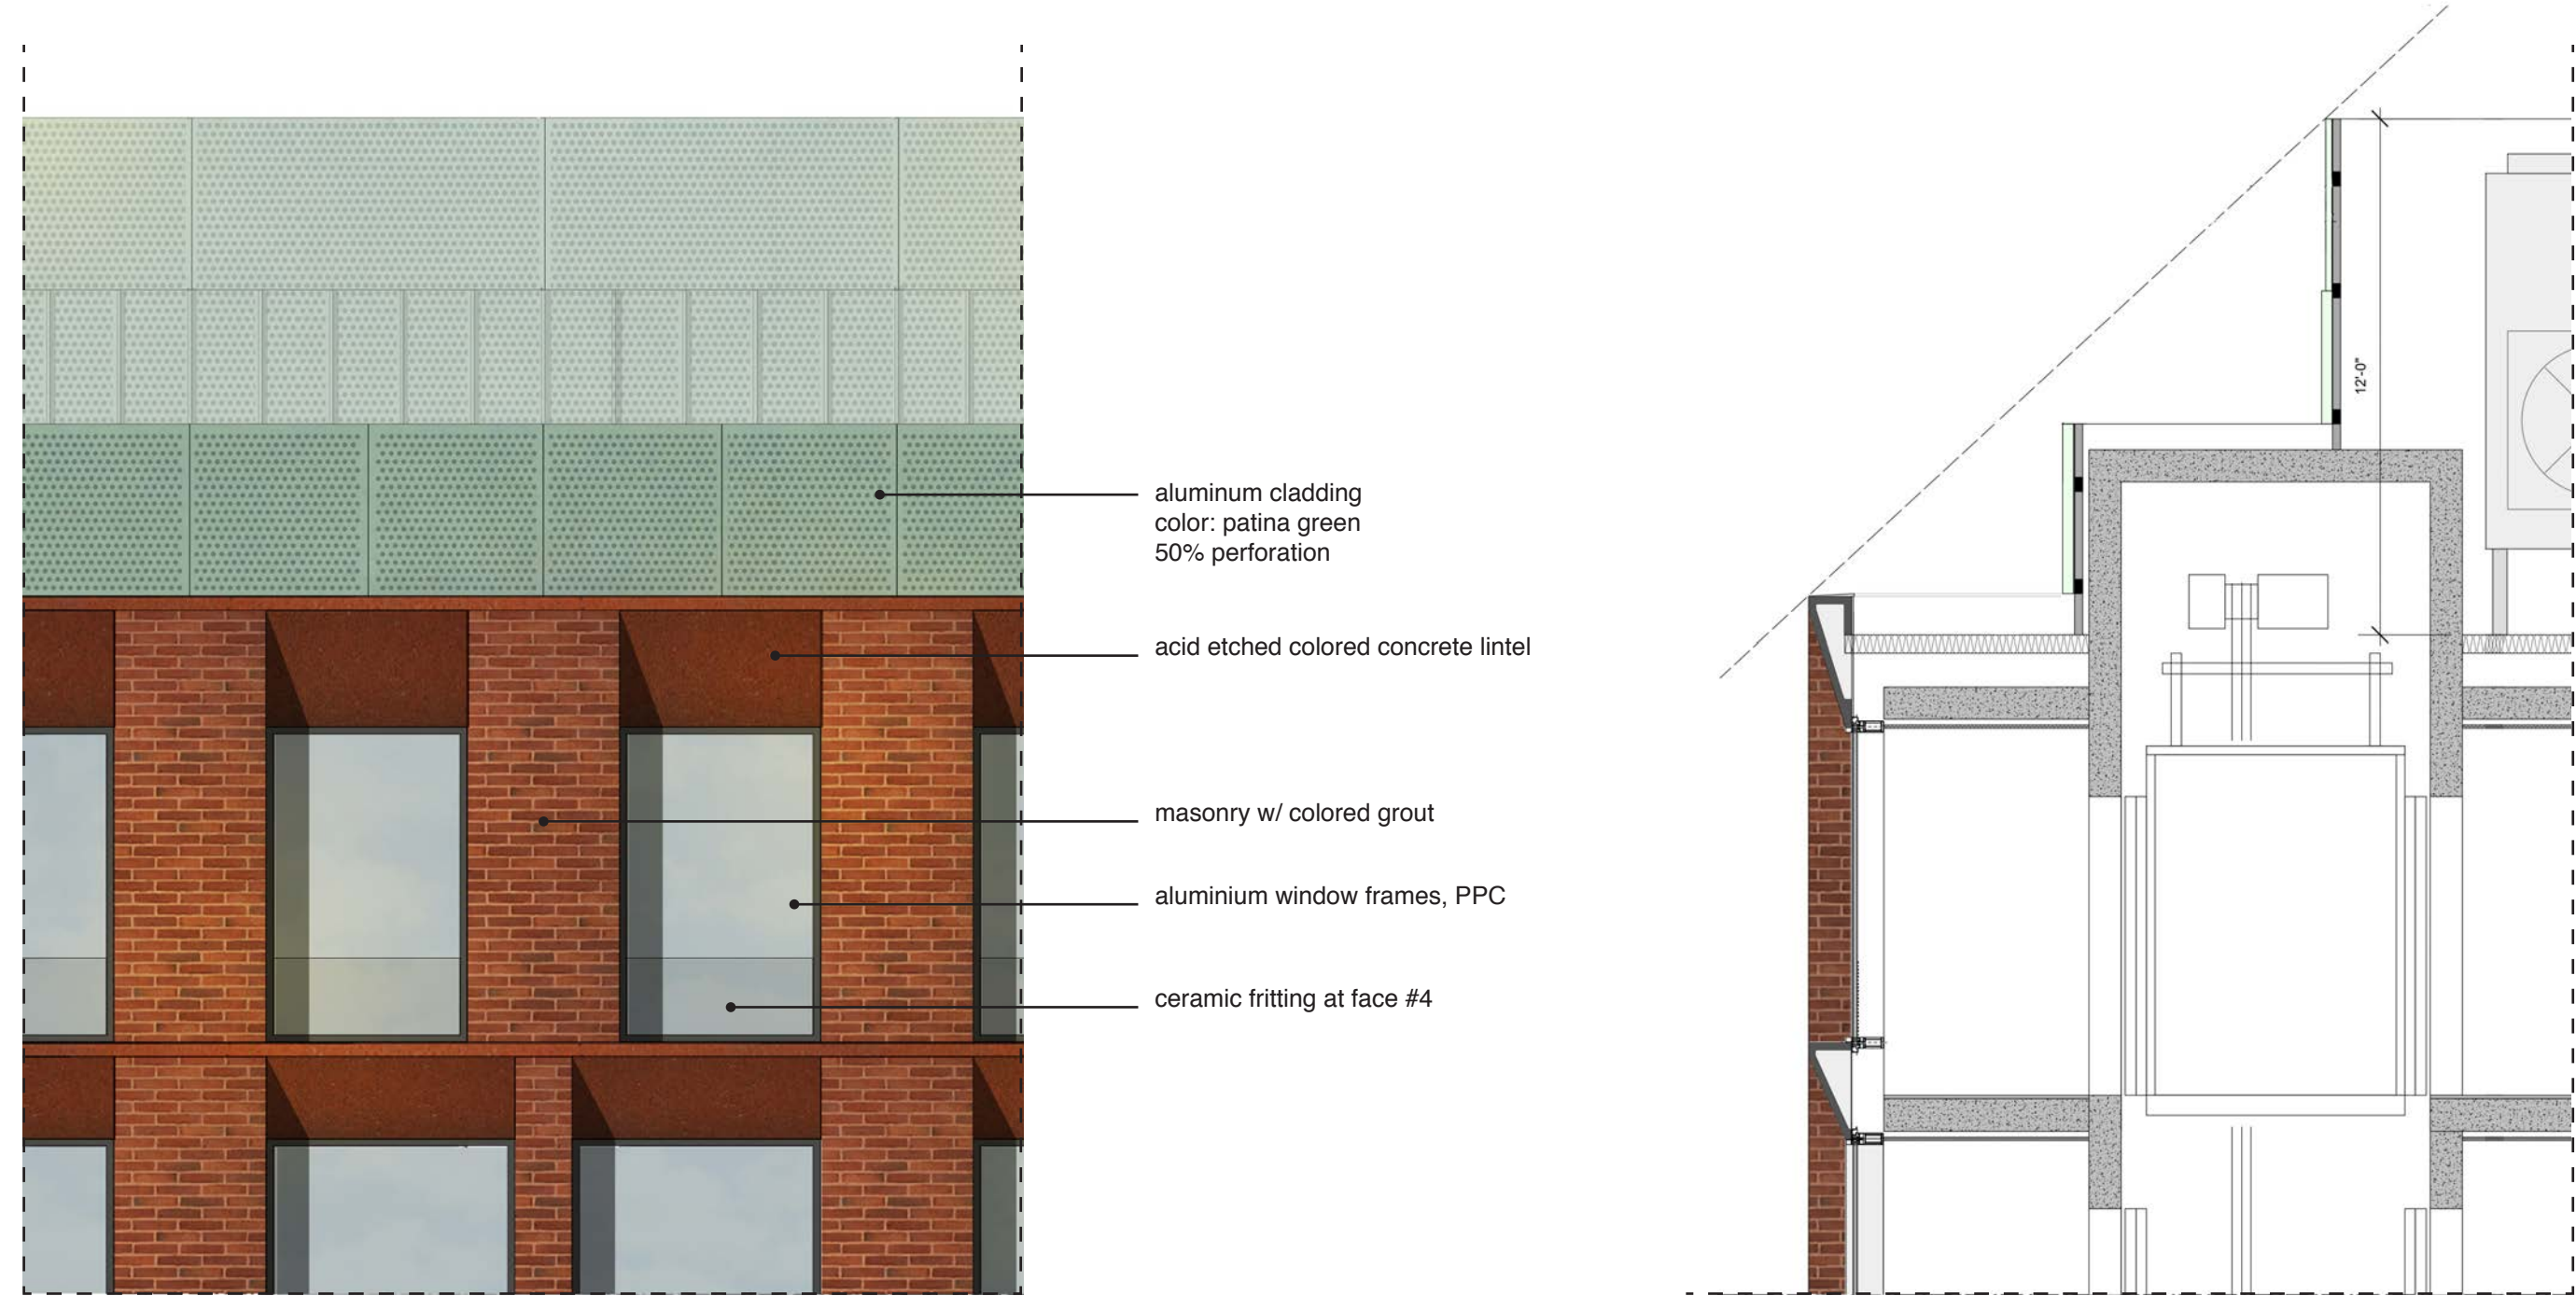 aluminum cladding
color: patina green
50% perforation
acid etched colored concrete lintel
masonry w/ colored grout
aluminium window frames, PPC
ceramic fritting at face #4
12'-0"